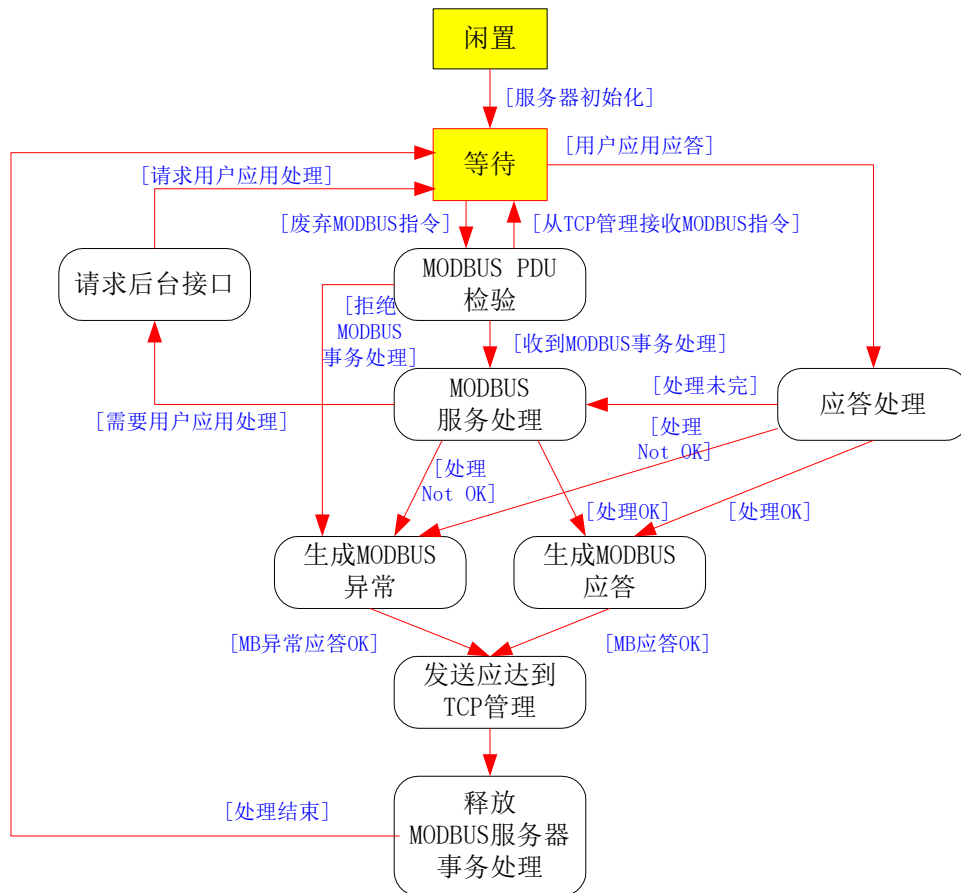 闲置
[服务器初始化]
等待
[用户应用应答]
[请求用户应用处理]
[废弃MODBUS指令]
[从TCP管理接收MODBUS指令]
请求后台接口
MODBUS PDU
检验
[拒绝
MODBUS
事务处理]
[收到MODBUS事务处理]
MODBUS
服务处理
[处理未完]
应答处理
[需要用户应用处理]
[处理
Not OK]
[处理
Not OK]
[处理OK]
[处理OK]
生成MODBUS
异常
生成MODBUS
应答
[MB异常应答OK]
[MB应答OK]
发送应达到
TCP管理
[处理结束]
释放
MODBUS服务器
事务处理